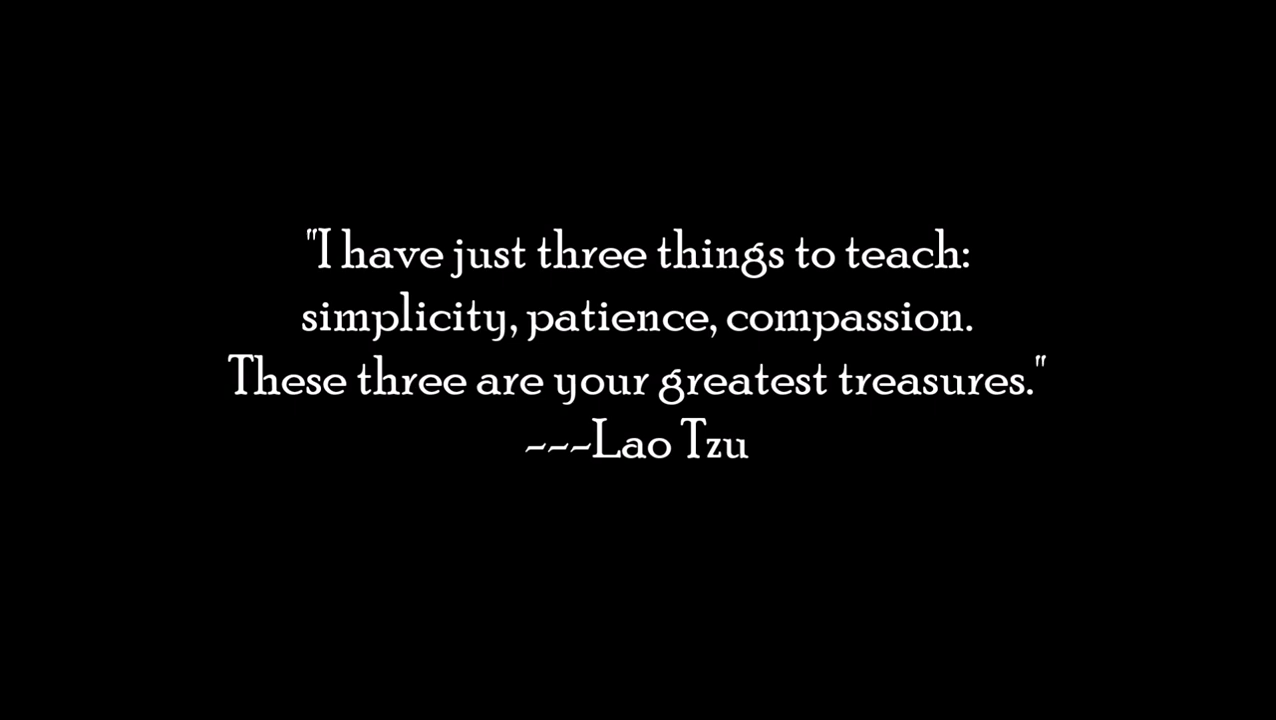 "I have just three things to teach:
simplicity, patience, compassion.
These three are your greatest treasures."
---Lao Tzu